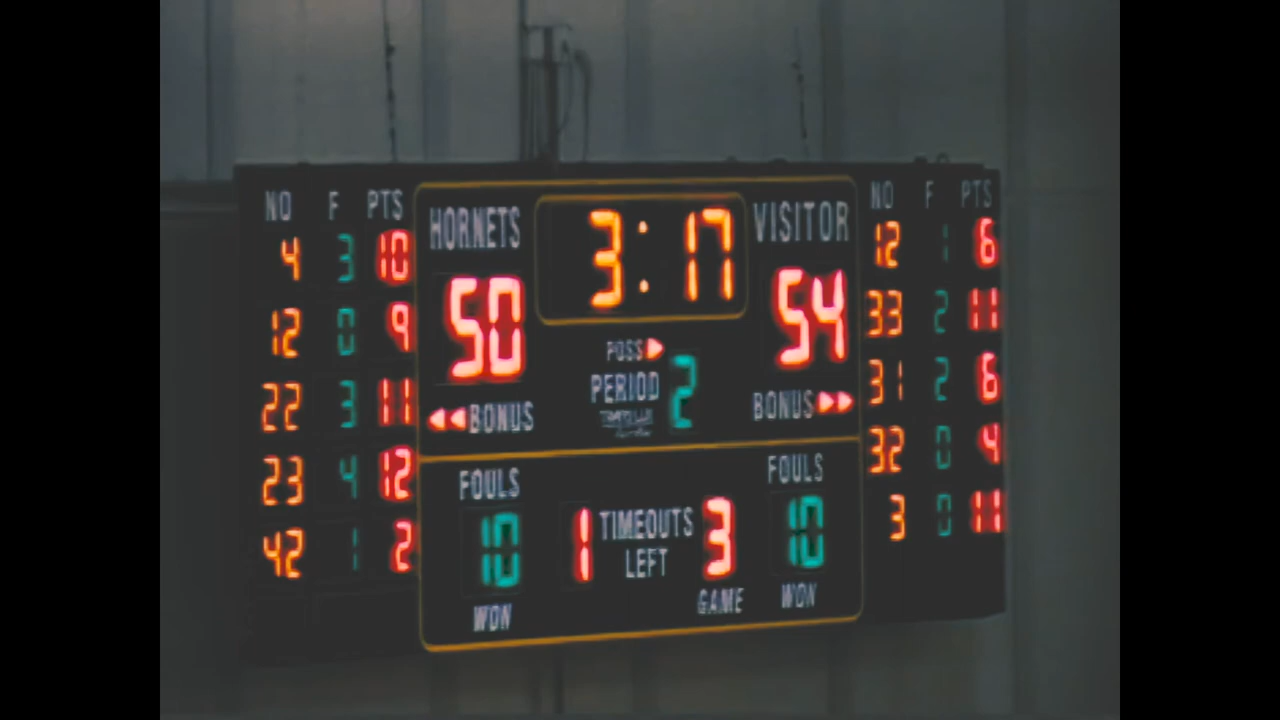 NO F PTS
4 3 10
12 0 9
22 3 11
23 4 12
42 1 2
HORNETS
50
BONUS
3:17
POSS
PERIOD 2
VISITOR
54
BONUS
FOULS
10
WON
1 TIMEOUTS LEFT 3
GAME
FOULS
10
WON
NO F PTS
12 1 6
33 2 11
31 2 6
32 0 4
3 0 11